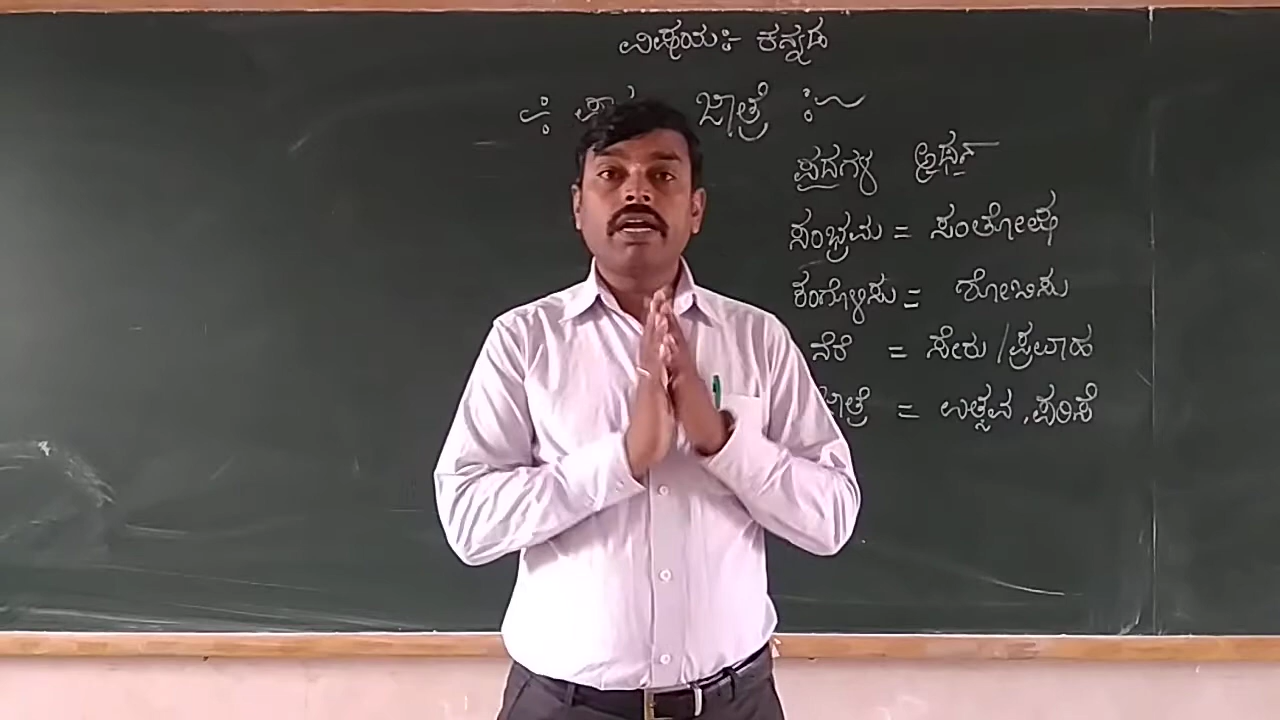 ವಿಷಯ:- ಕನ್ನಡ
ಜಾತ್ರೆ
ಪದಗಳ ಅರ್ಥ
ಸಂಭ್ರಮ = ಸಂತೋಷ
ಕಂಗೊಳಿಸು = ಶೋಬಿಸು
ನೆರೆ = ಸೇರು/ಪ್ರವಾಹ
ಜಾತ್ರೆ = ಉತ್ಸವ, ಪರಿಸೆ